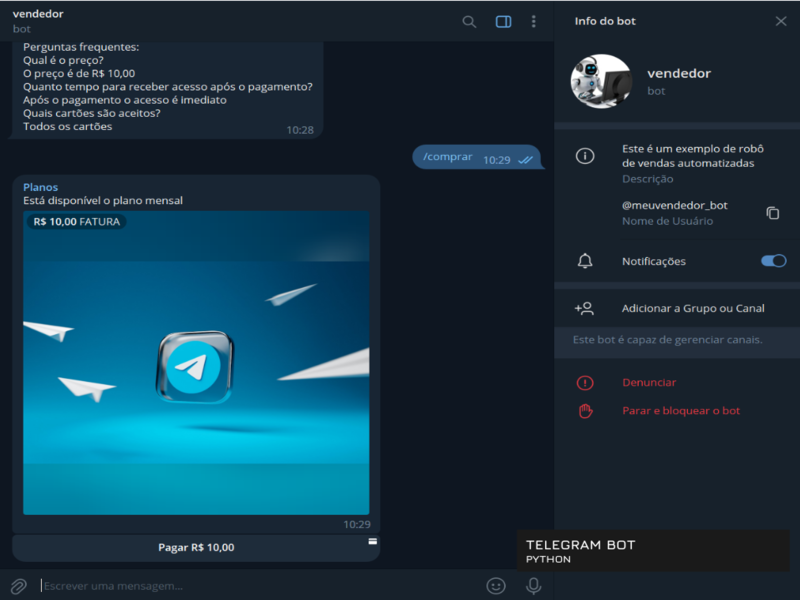 vendedor
bot
Perguntas frequentes:
Qual é o preço?
O preço é de R$ 10,00
Quanto tempo para receber acesso após o pagamento?
Após o pagamento o acesso é imediato
Quais cartões são aceitos?
Todos os cartões
10:28
/comprar 10:29
Planos
Está disponível o plano mensal
R$ 10,00 FATURA
10:29
Pagar R$ 10,00
Escrever uma mensagem...
Info do bot
vendedor
bot
Este é um exemplo de robô
de vendas automatizadas
Descrição
@meuvendedor_bot
Nome de Usuário
Notificações
Adicionar a Grupo ou Canal
Este bot é capaz de gerenciar canais.
Denunciar
Parar e bloquear o bot
TELEGRAM BOT
PYTHON